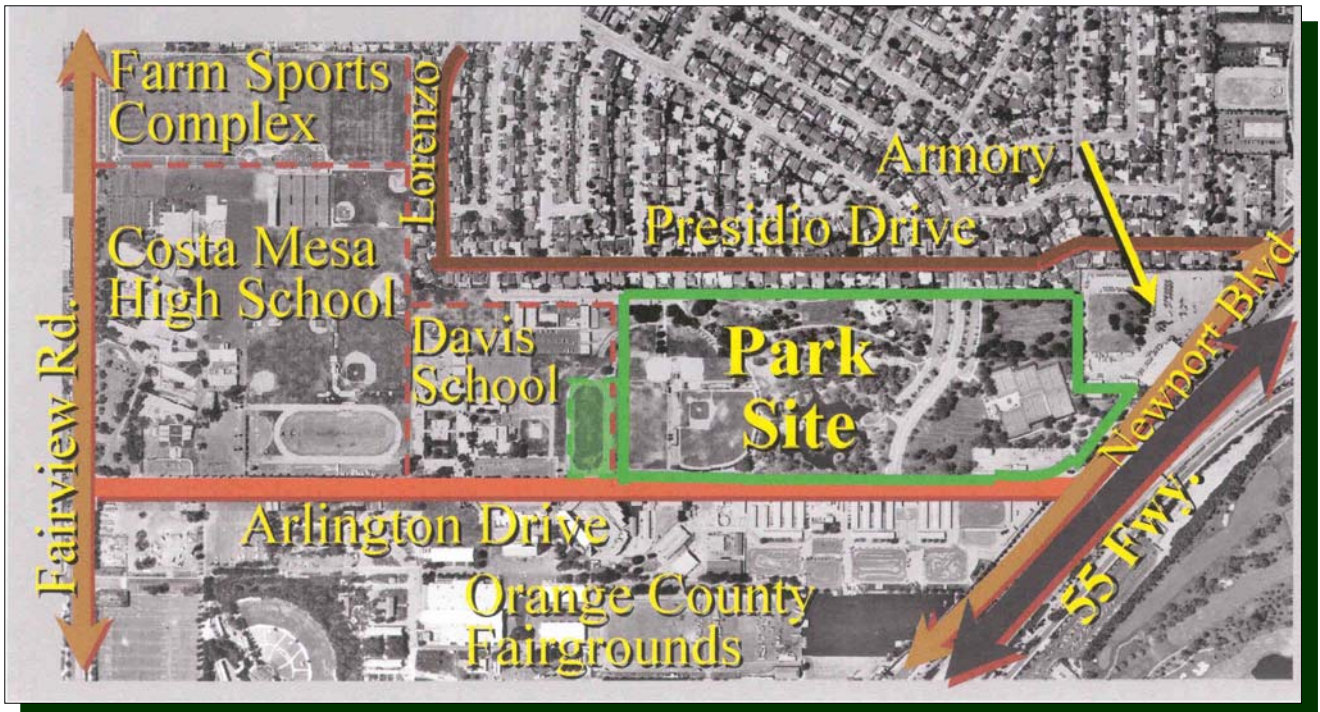 Farm Sports
Complex
Lorenzo
Armory
Presidio Drive
Costa Mesa
High School
Davis
School
Park
Site
Newport Blvd
Fairview Rd.
Arlington Drive
55 Fwy.
Orange County
Fairgrounds